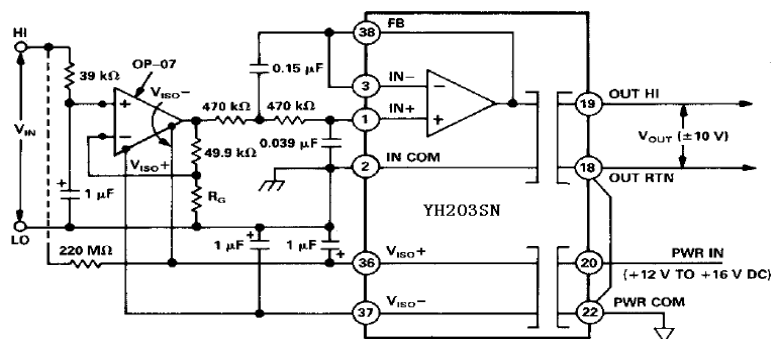 HI
OP-07
39 kΩ
V_IN
V_ISO−
V_ISO+
+
−
470 kΩ
470 kΩ
0.15 μF
0.039 μF
49.9 kΩ
R_G
+
1 μF
LO
220 MΩ
1 μF
+
1 μF
+
38
FB
3
IN−
−
1
IN+
+
2
IN COM
YH203SN
36
V_ISO+
37
V_ISO−
19
OUT HI
V_OUT (±10 V)
18
OUT RTN
20
PWR IN
(+12 V TO +16 V DC)
22
PWR COM